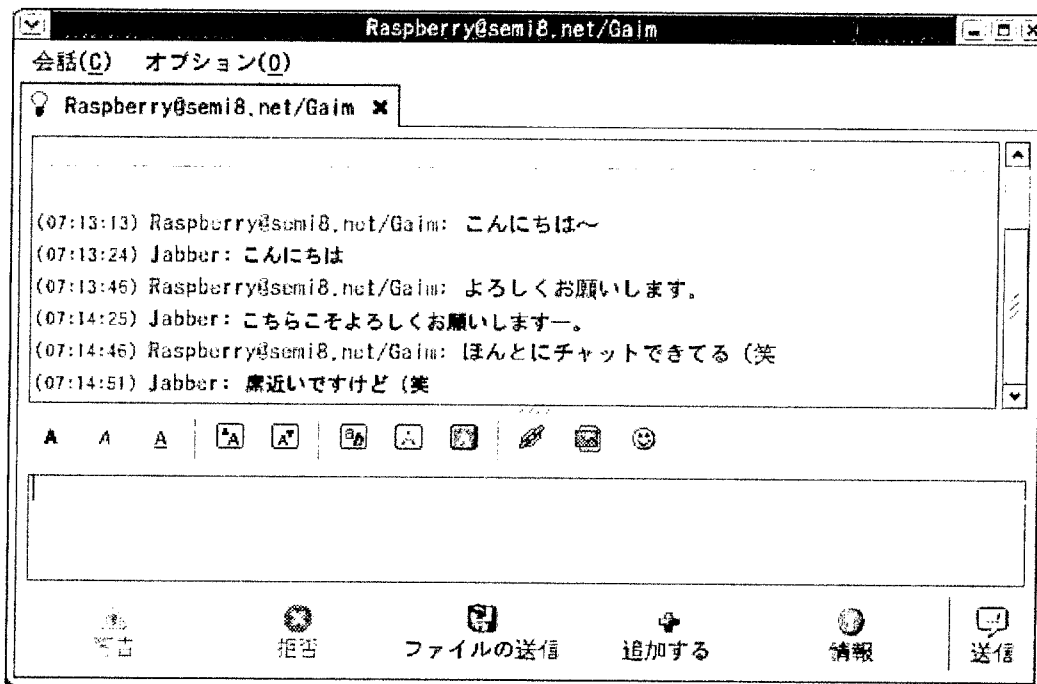 Raspberry@semi8.net/Gaim
会話(C) オプション(O)
Raspberry@semi8.net/Gaim
(07:13:13) Raspberry@semi8.net/Gaim: こんにちは～
(07:13:24) Jabber: こんにちは
(07:13:46) Raspberry@semi8.net/Gaim: よろしくお願いします。
(07:14:25) Jabber: こちらこそよろしくお願いしますー。
(07:14:46) Raspberry@semi8.net/Gaim: ほんとにチャットできてる (笑
(07:14:51) Jabber: 席近いですけど (笑
警告 拒否 ファイルの送信 追加する 情報 送信